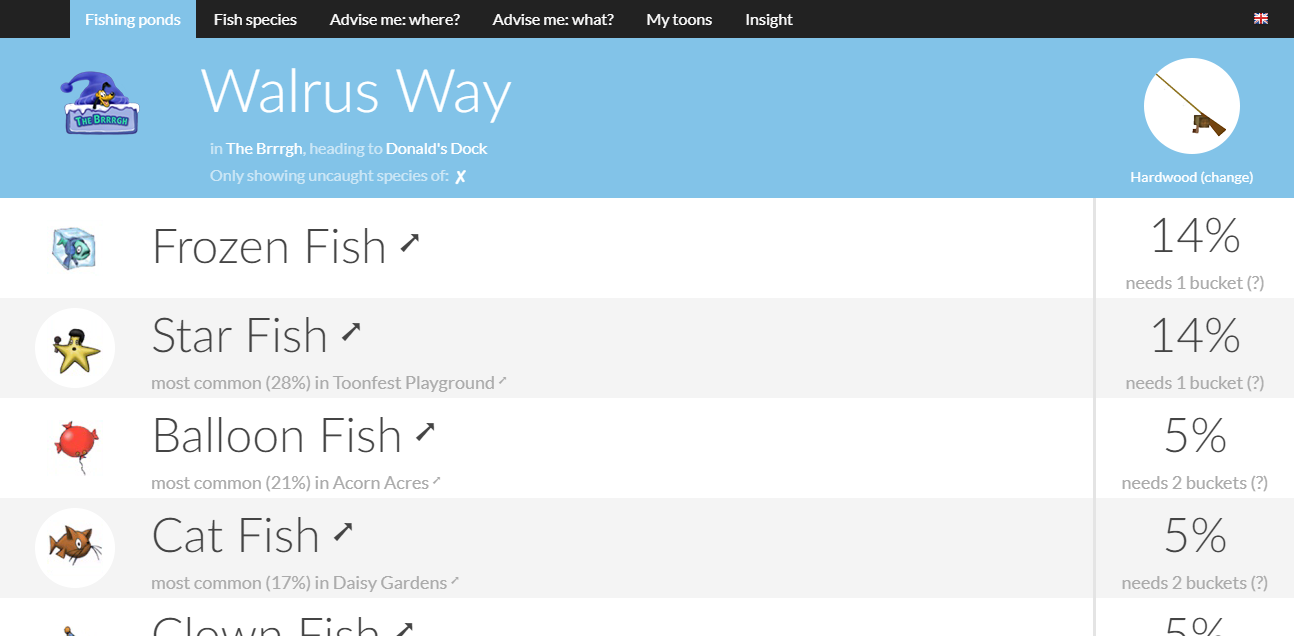 Fishing ponds Fish species Advise me: where? Advise me: what? My toons Insight
THE BRRRGH
Walrus Way
in The Brrrgh, heading to Donald's Dock
Only showing uncaught species of: ✗
Hardwood (change)
Frozen Fish
14%
needs 1 bucket (?)
Star Fish
14%
most common (28%) in Toonfest Playground
needs 1 bucket (?)
Balloon Fish
5%
most common (21%) in Acorn Acres
needs 2 buckets (?)
Cat Fish
5%
most common (17%) in Daisy Gardens
needs 2 buckets (?)
Clown Fish
5%